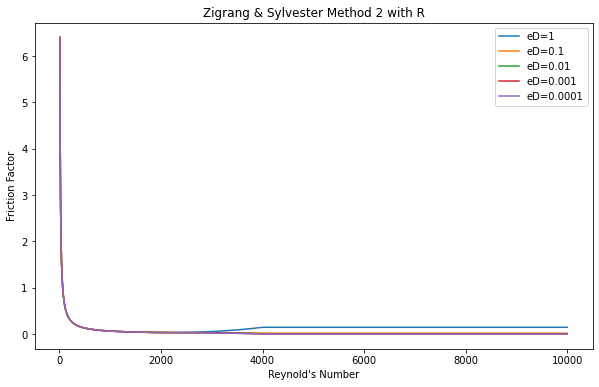 Zigrang & Sylvester Method 2 with R
eD=1
eD=0.1
eD=0.01
eD=0.001
eD=0.0001
Friction Factor
6
5
4
3
2
1
0
0 2000 4000 6000 8000 10000
Reynold's Number